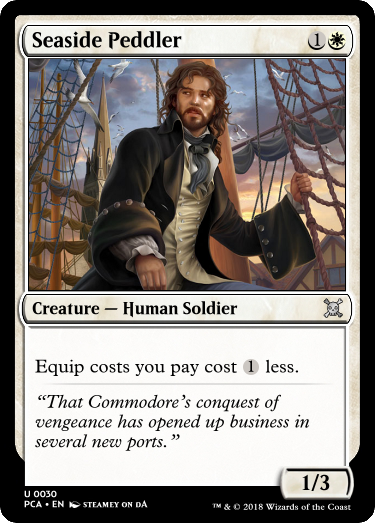 Seaside Peddler 1
Creature — Human Soldier
Equip costs you pay cost 1 less.
“That Commodore’s conquest of
vengeance has opened up business in
several new ports.”
1/3
U 0030
PCA • EN STEAMEY ON DA
™ & © 2018 Wizards of the Coast